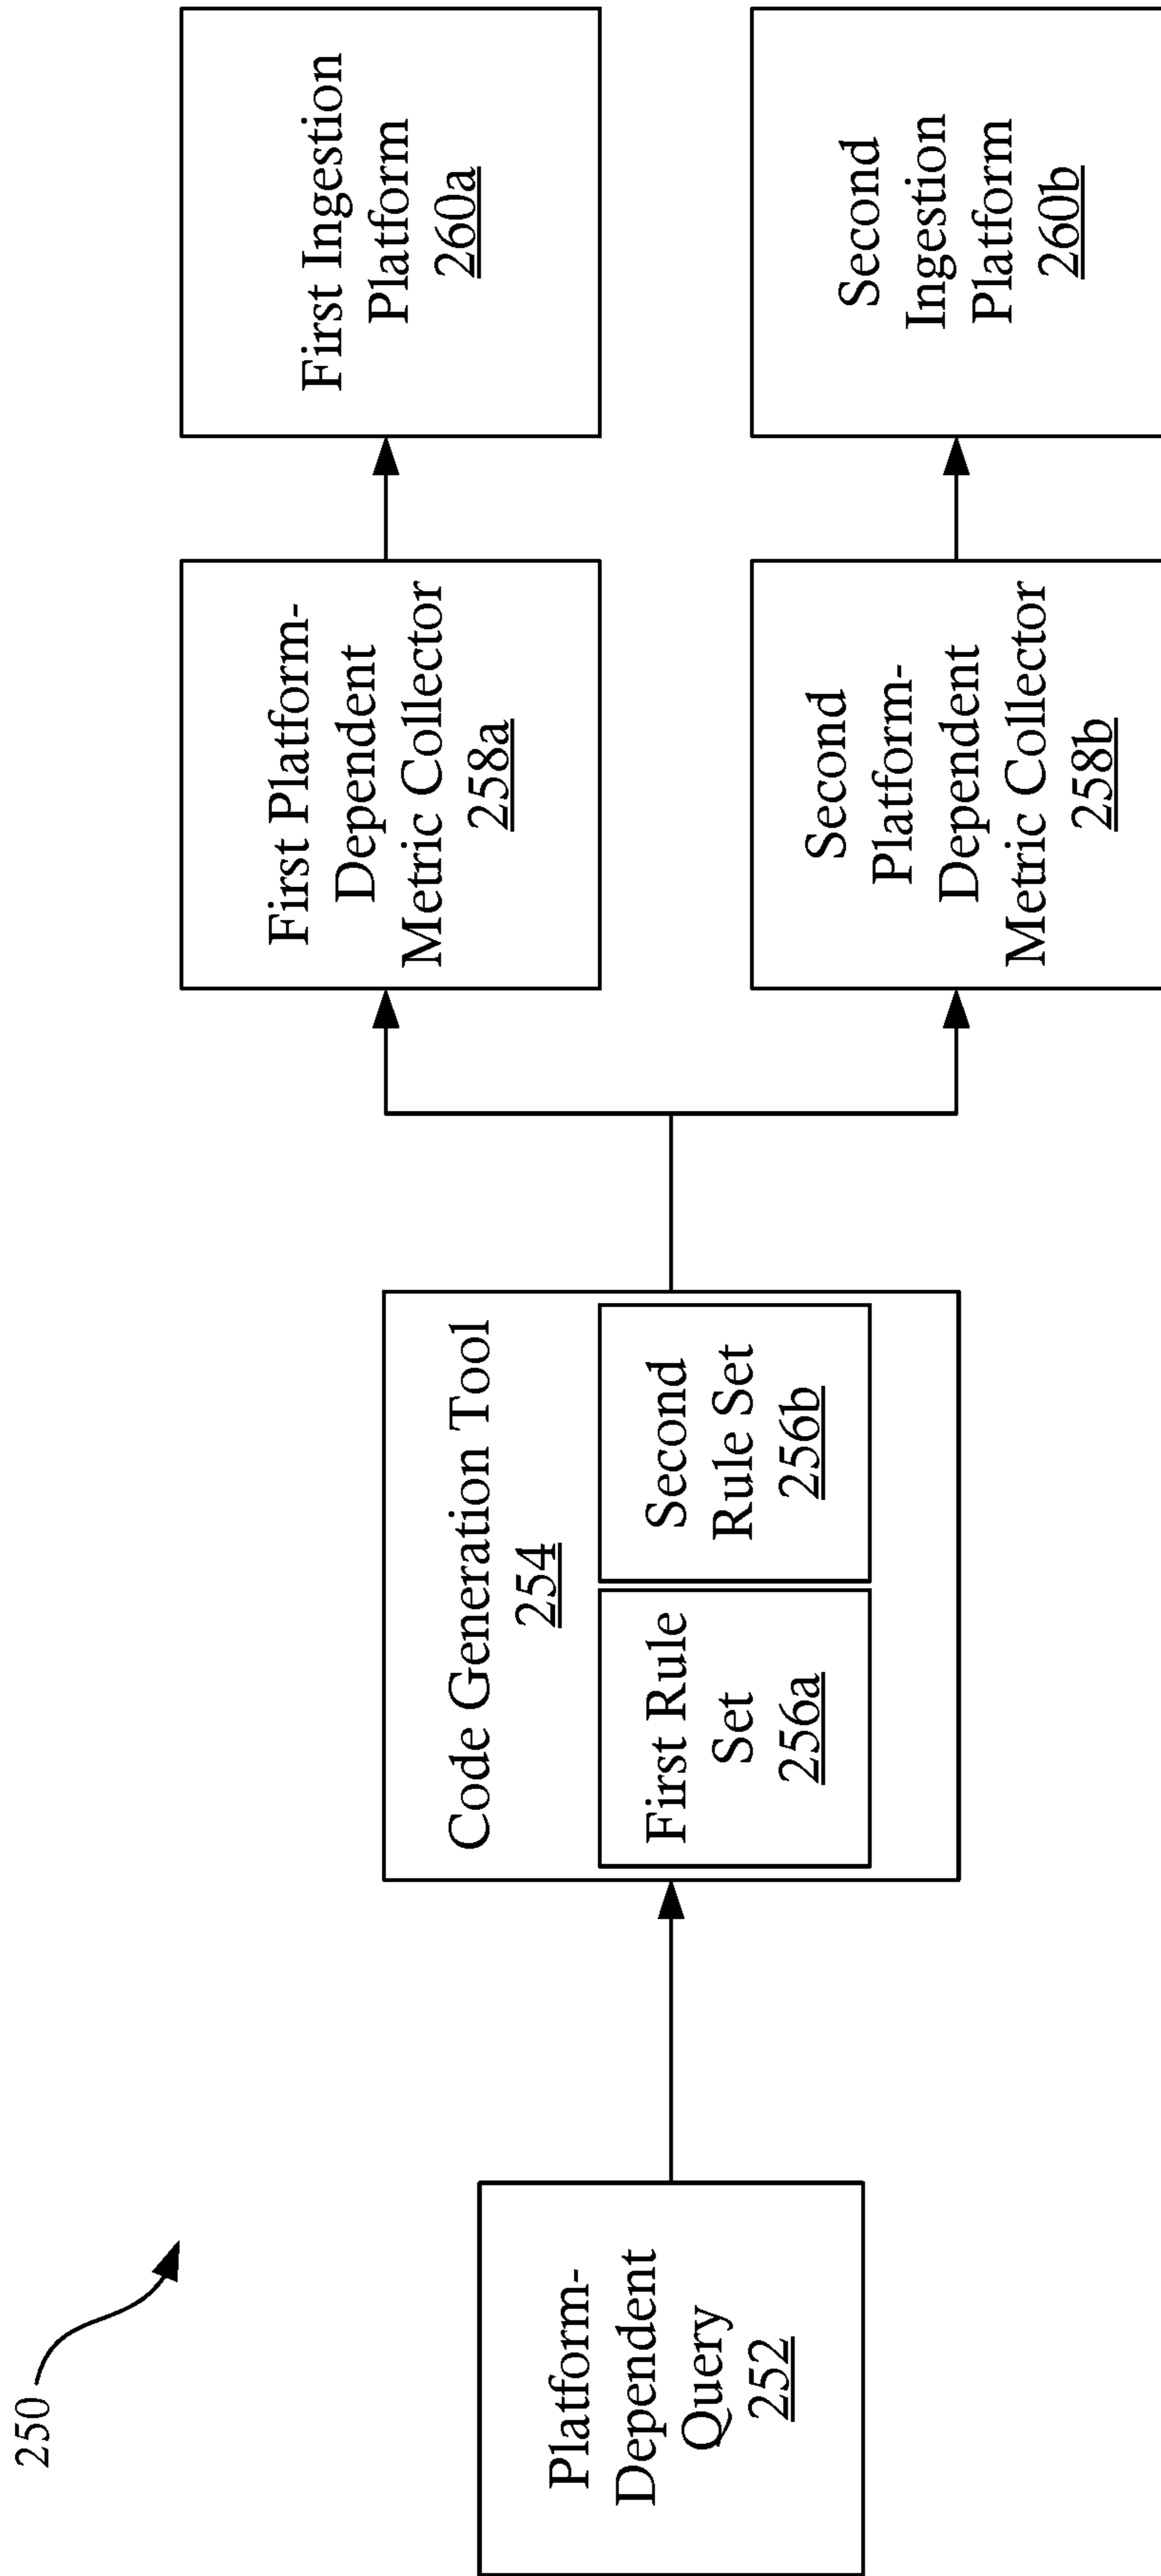 250
Platform-
Dependent
Query
252
Code Generation Tool
254
First Rule
Set
256a
Second
Rule Set
256b
First Platform-
Dependent
Metric Collector
258a
First Ingestion
Platform
260a
Second
Platform-
Dependent
Metric Collector
258b
Second
Ingestion
Platform
260b